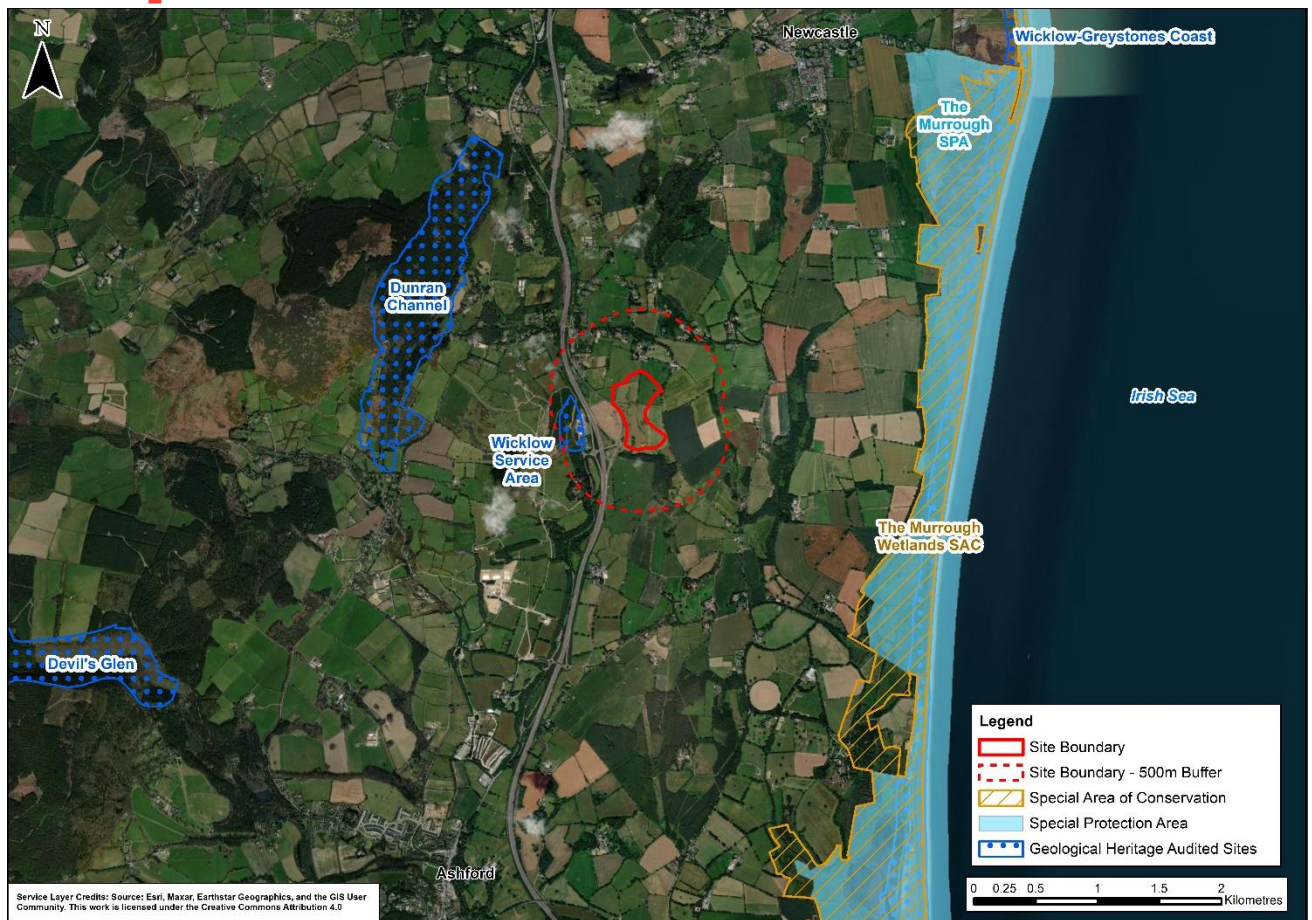 N
Newcastle
Wicklow-Greystones Coast
The
Murrough
SPA
Dunran
Channel
Irish Sea
Wicklow
Service
Area
The Murrough
Wetlands SAC
Devil's Glen
Ashford
Legend
Site Boundary
Site Boundary - 500m Buffer
Special Area of Conservation
Special Protection Area
Geological Heritage Audited Sites
0 0.25 0.5 1 1.5 2
Kilometres
Service Layer Credits: Source: Esri, Maxar, Earthstar Geographics, and the GIS User
Community. This work is licensed under the Creative Commons Attribution 4.0